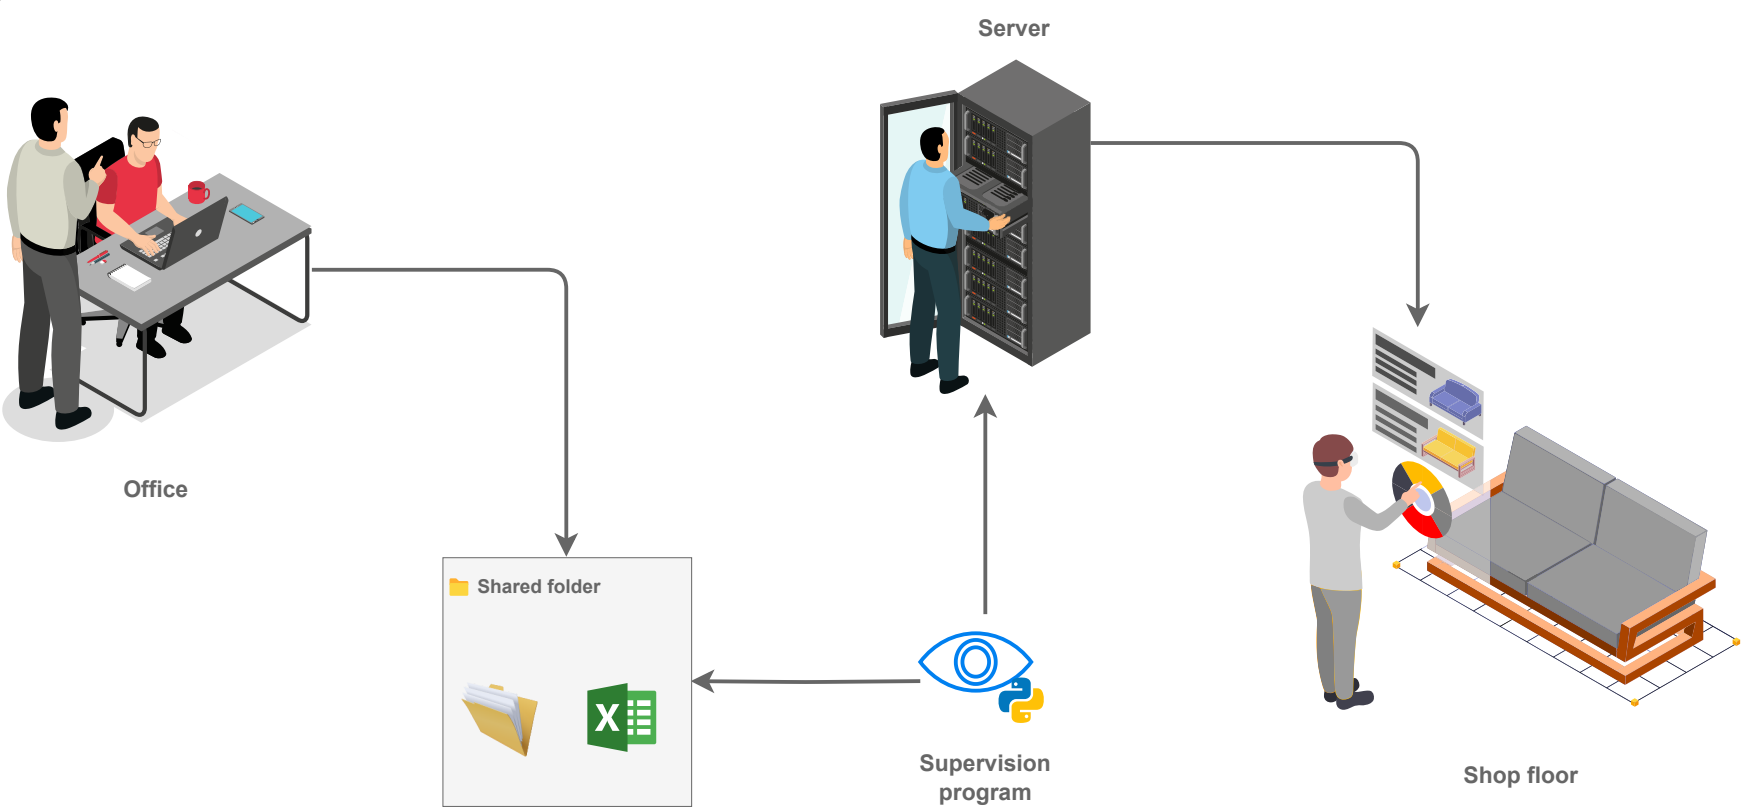 Server
Office
Shared folder
X
Supervision
program
Shop floor